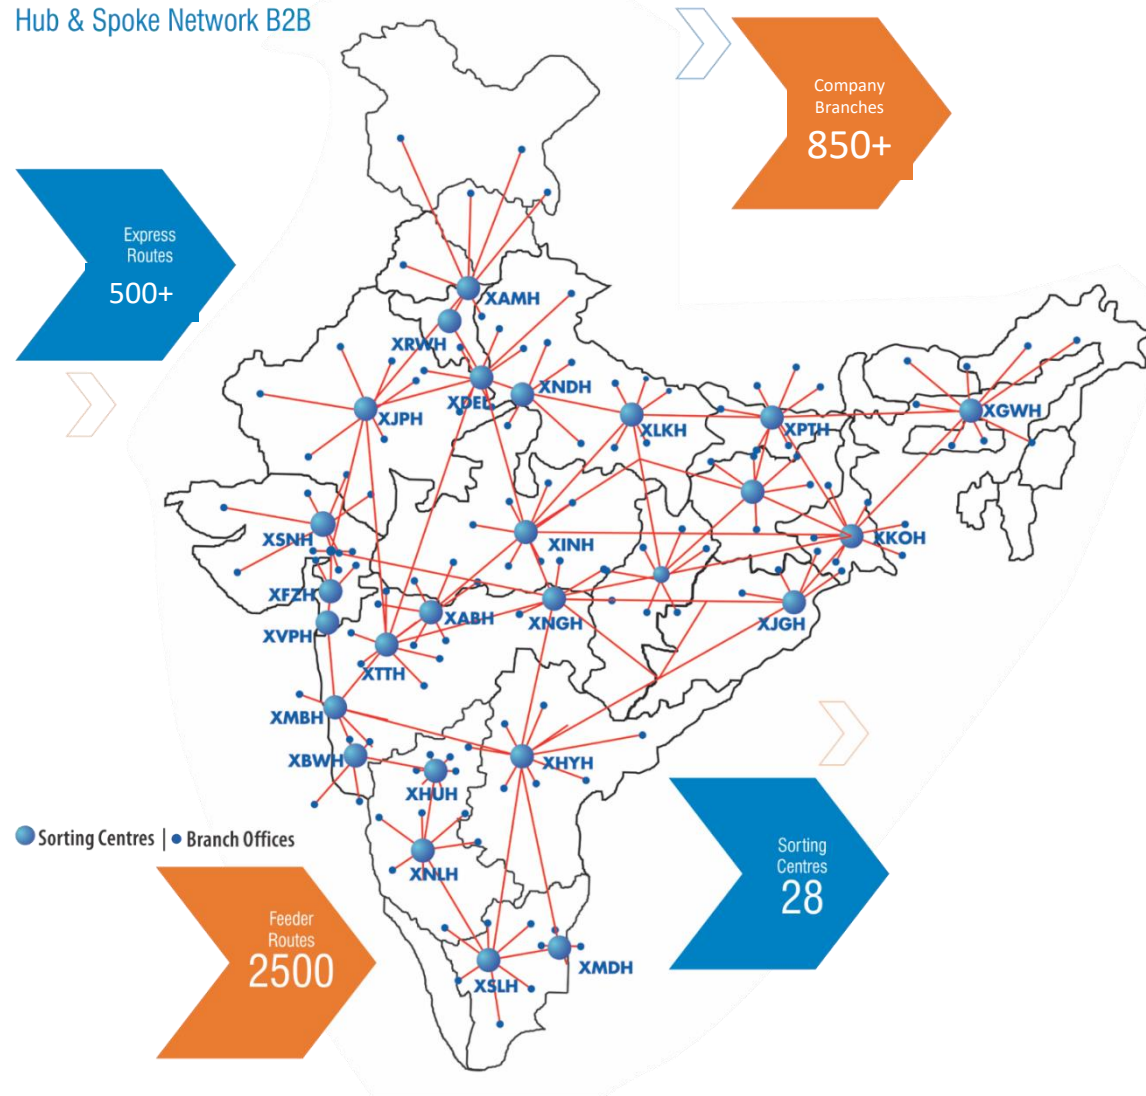 Hub & Spoke Network B2B
Company
Branches
850+
Express
Routes
500+
XAMH
XRWH
XDEL
XNDH
XJPH
XLKH
XPTH
XGWH
XSNH
XINH
XKOH
XFZH
XABH
XNGH
XJGH
XVPH
XTTH
XMBH
XBWH
XHYH
XHUH
Sorting Centres | Branch Offices
XNLH
Sorting
Centres
28
Feeder
Routes
2500
XMDH
XSLH